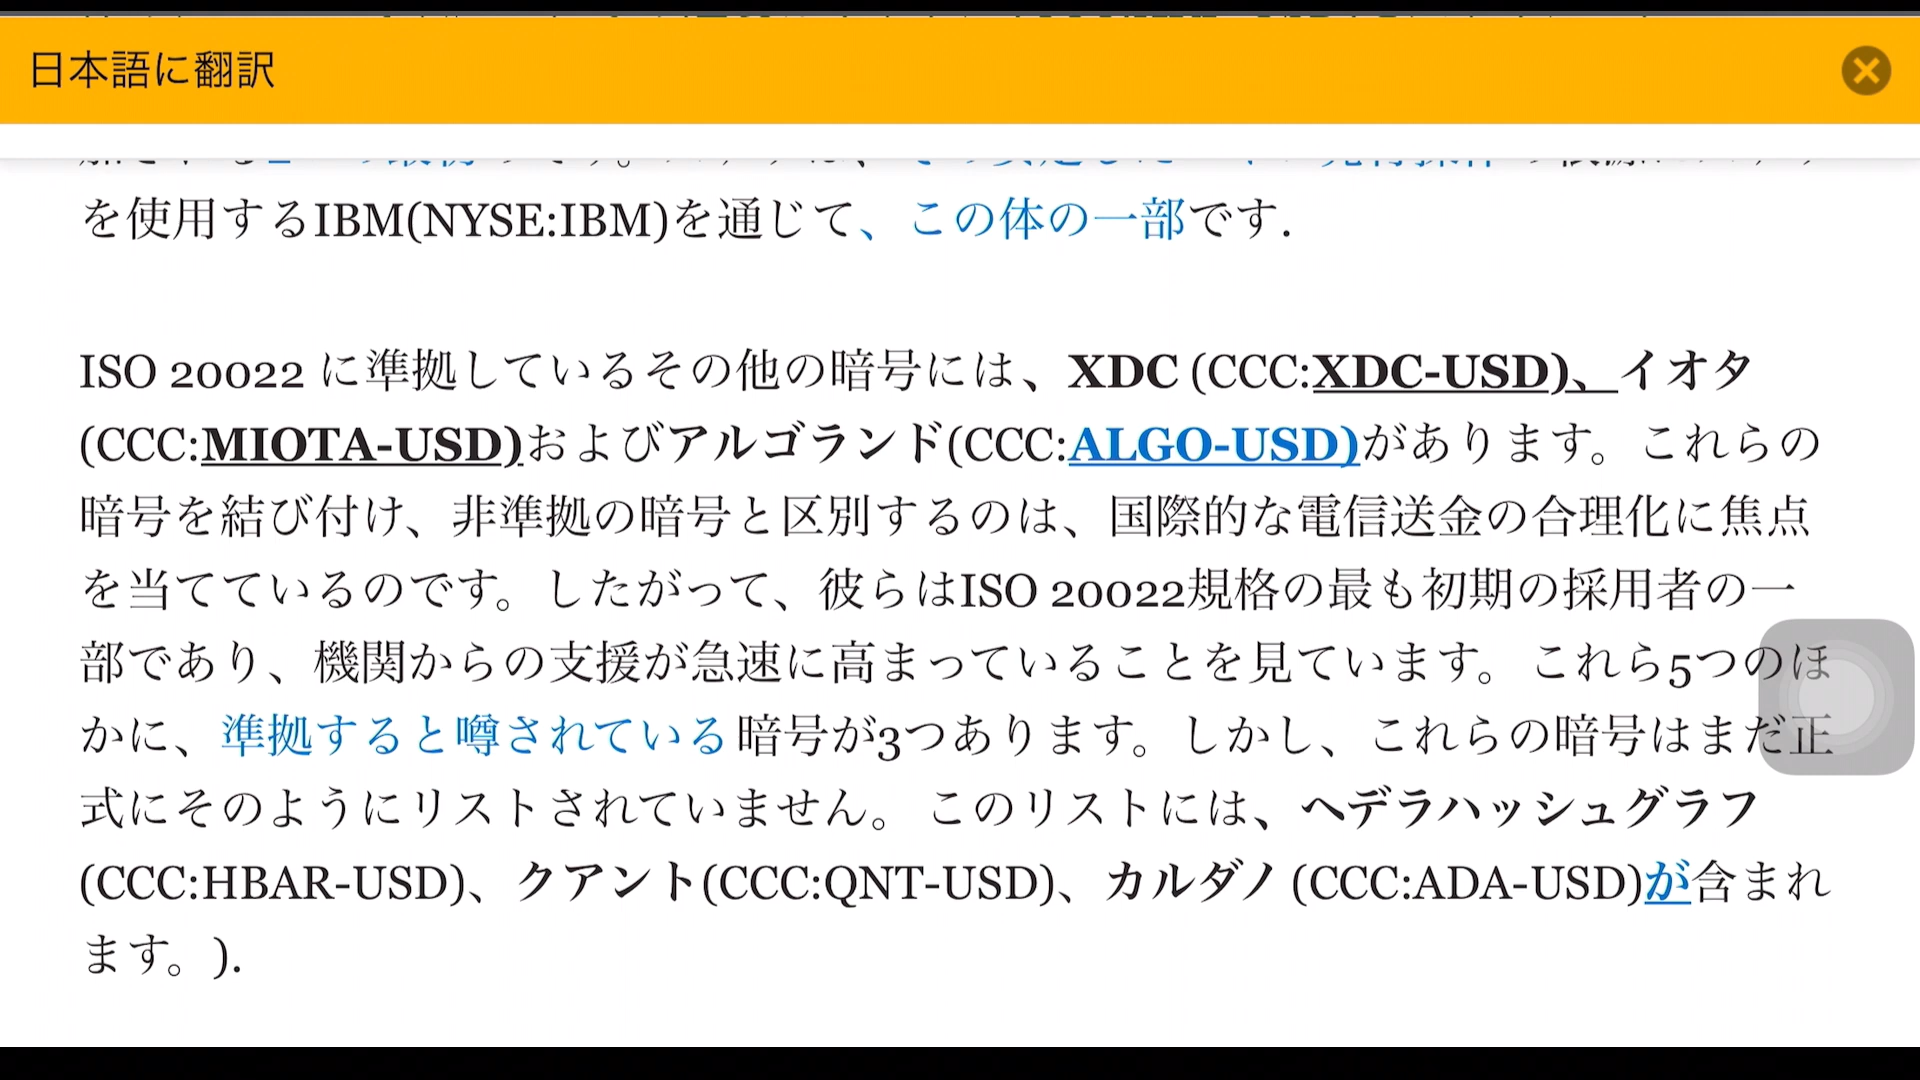 日本語に翻訳
を使用するIBM(NYSE:IBM)を通じて、この体の一部です.
ISO 20022 に準拠しているその他の暗号には、XDC (CCC:XDC-USD)、イオタ
(CCC:MIOTA-USD)およびアルゴランド(CCC:ALGO-USD)があります。これらの
暗号を結び付け、非準拠の暗号と区別するのは、国際的な電信送金の合理化に焦点
を当てているのです。したがって、彼らはISO 20022規格の最も初期の採用者の一
部であり、機関からの支援が急速に高まっていることを見ています。これら5つのほ
かに、準拠すると噂されている暗号が3つあります。しかし、これらの暗号はまだ正
式にそのようにリストされていません。このリストには、ヘデラハッシュグラフ
(CCC:HBAR-USD)、クアント(CCC:QNT-USD)、カルダノ (CCC:ADA-USD)が含まれ
ます。).